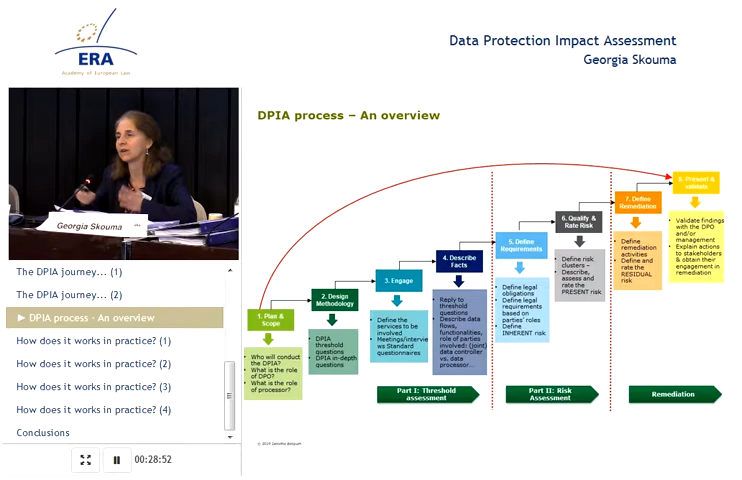 ERA
Academy of European Law
Data Protection Impact Assessment
Georgia Skouma
Georgia Skouma
The DPIA journey... (1)
The DPIA journey... (2)
► DPIA process - An overview
How does it works in practice? (1)
How does it works in practice? (2)
How does it works in practice? (3)
How does it works in practice? (4)
Conclusions
00:28:52
DPIA process – An overview
1. Plan &
Scope
• Who will conduct
the DPIA?
• What is the role
of DPO?
• What is the role
of processor?
2. Design
Methodology
• DPIA
threshold
questions
• DPIA in-depth
questions
3. Engage
• Define the
services to be
involved
• Meetings/intervie
ws Standard
questionnaires
4. Describe
Facts
• Reply to
threshold
questions
• Describe data
flows,
functionalities,
role of parties
involved: (joint)
data controller
vs. data
processor...
5. Define
Requirements
• Define legal
obligations
• Define legal
requirements
based on
parties' roles
• Define
INHERENT risk
6. Qualify &
Rate Risk
• Define risk
clusters –
Describe,
assess and rate
the PRESENT risk
7. Define
Remediation
• Define
remediation
activities
• Define and
rate the
RESIDUAL
risk
8. Present &
validate
• Validate findings
with the DPO
and/or
management
• Explain actions
to stakeholders
& obtain their
engagement in
remediation
Part I: Threshold
assessment
Part II: Risk
Assessment
Remediation